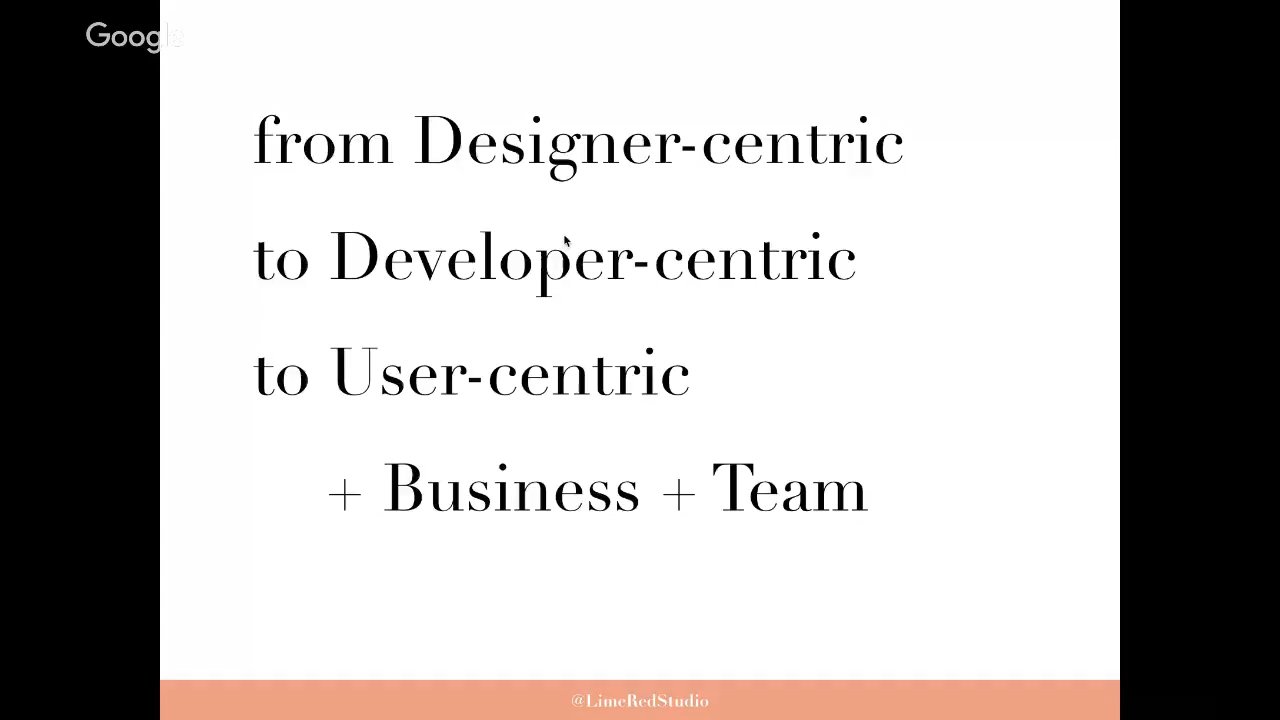 Google
from Designer-centric
to Developer-centric
to User-centric
+ Business + Team
@LimeRedStudio